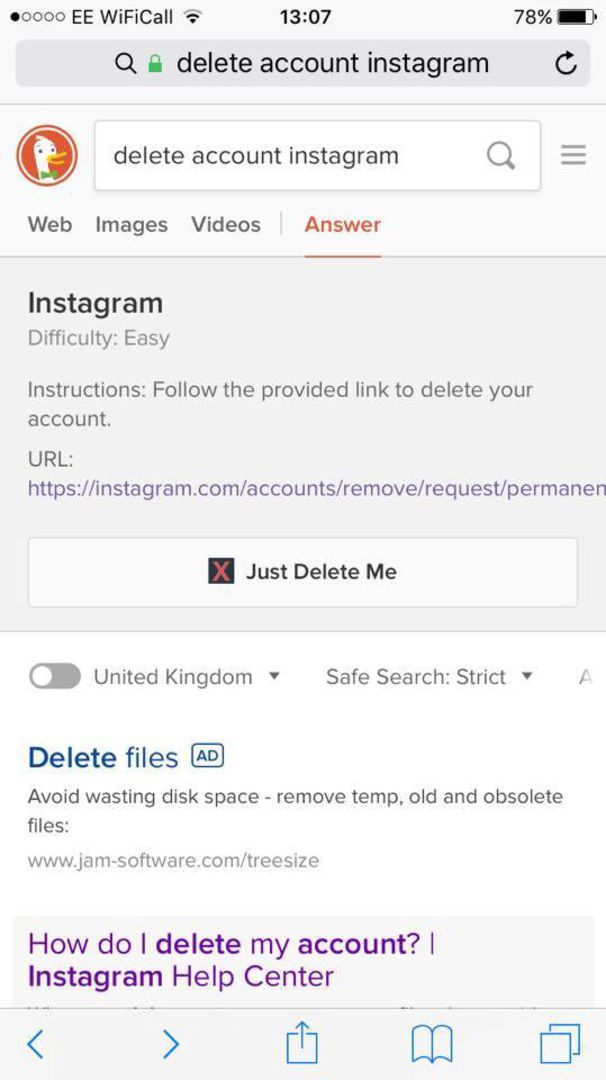 EE WiFiCall 13:07 78%
delete account instagram
delete account instagram
Web Images Videos Answer
Instagram
Difficulty: Easy
Instructions: Follow the provided link to delete your
account.
URL:
https://instagram.com/accounts/remove/request/permanen
X Just Delete Me
United Kingdom Safe Search: Strict A
Delete files AD
Avoid wasting disk space - remove temp, old and obsolete
files:
www.jam-software.com/treesize
How do I delete my account? |
Instagram Help Center